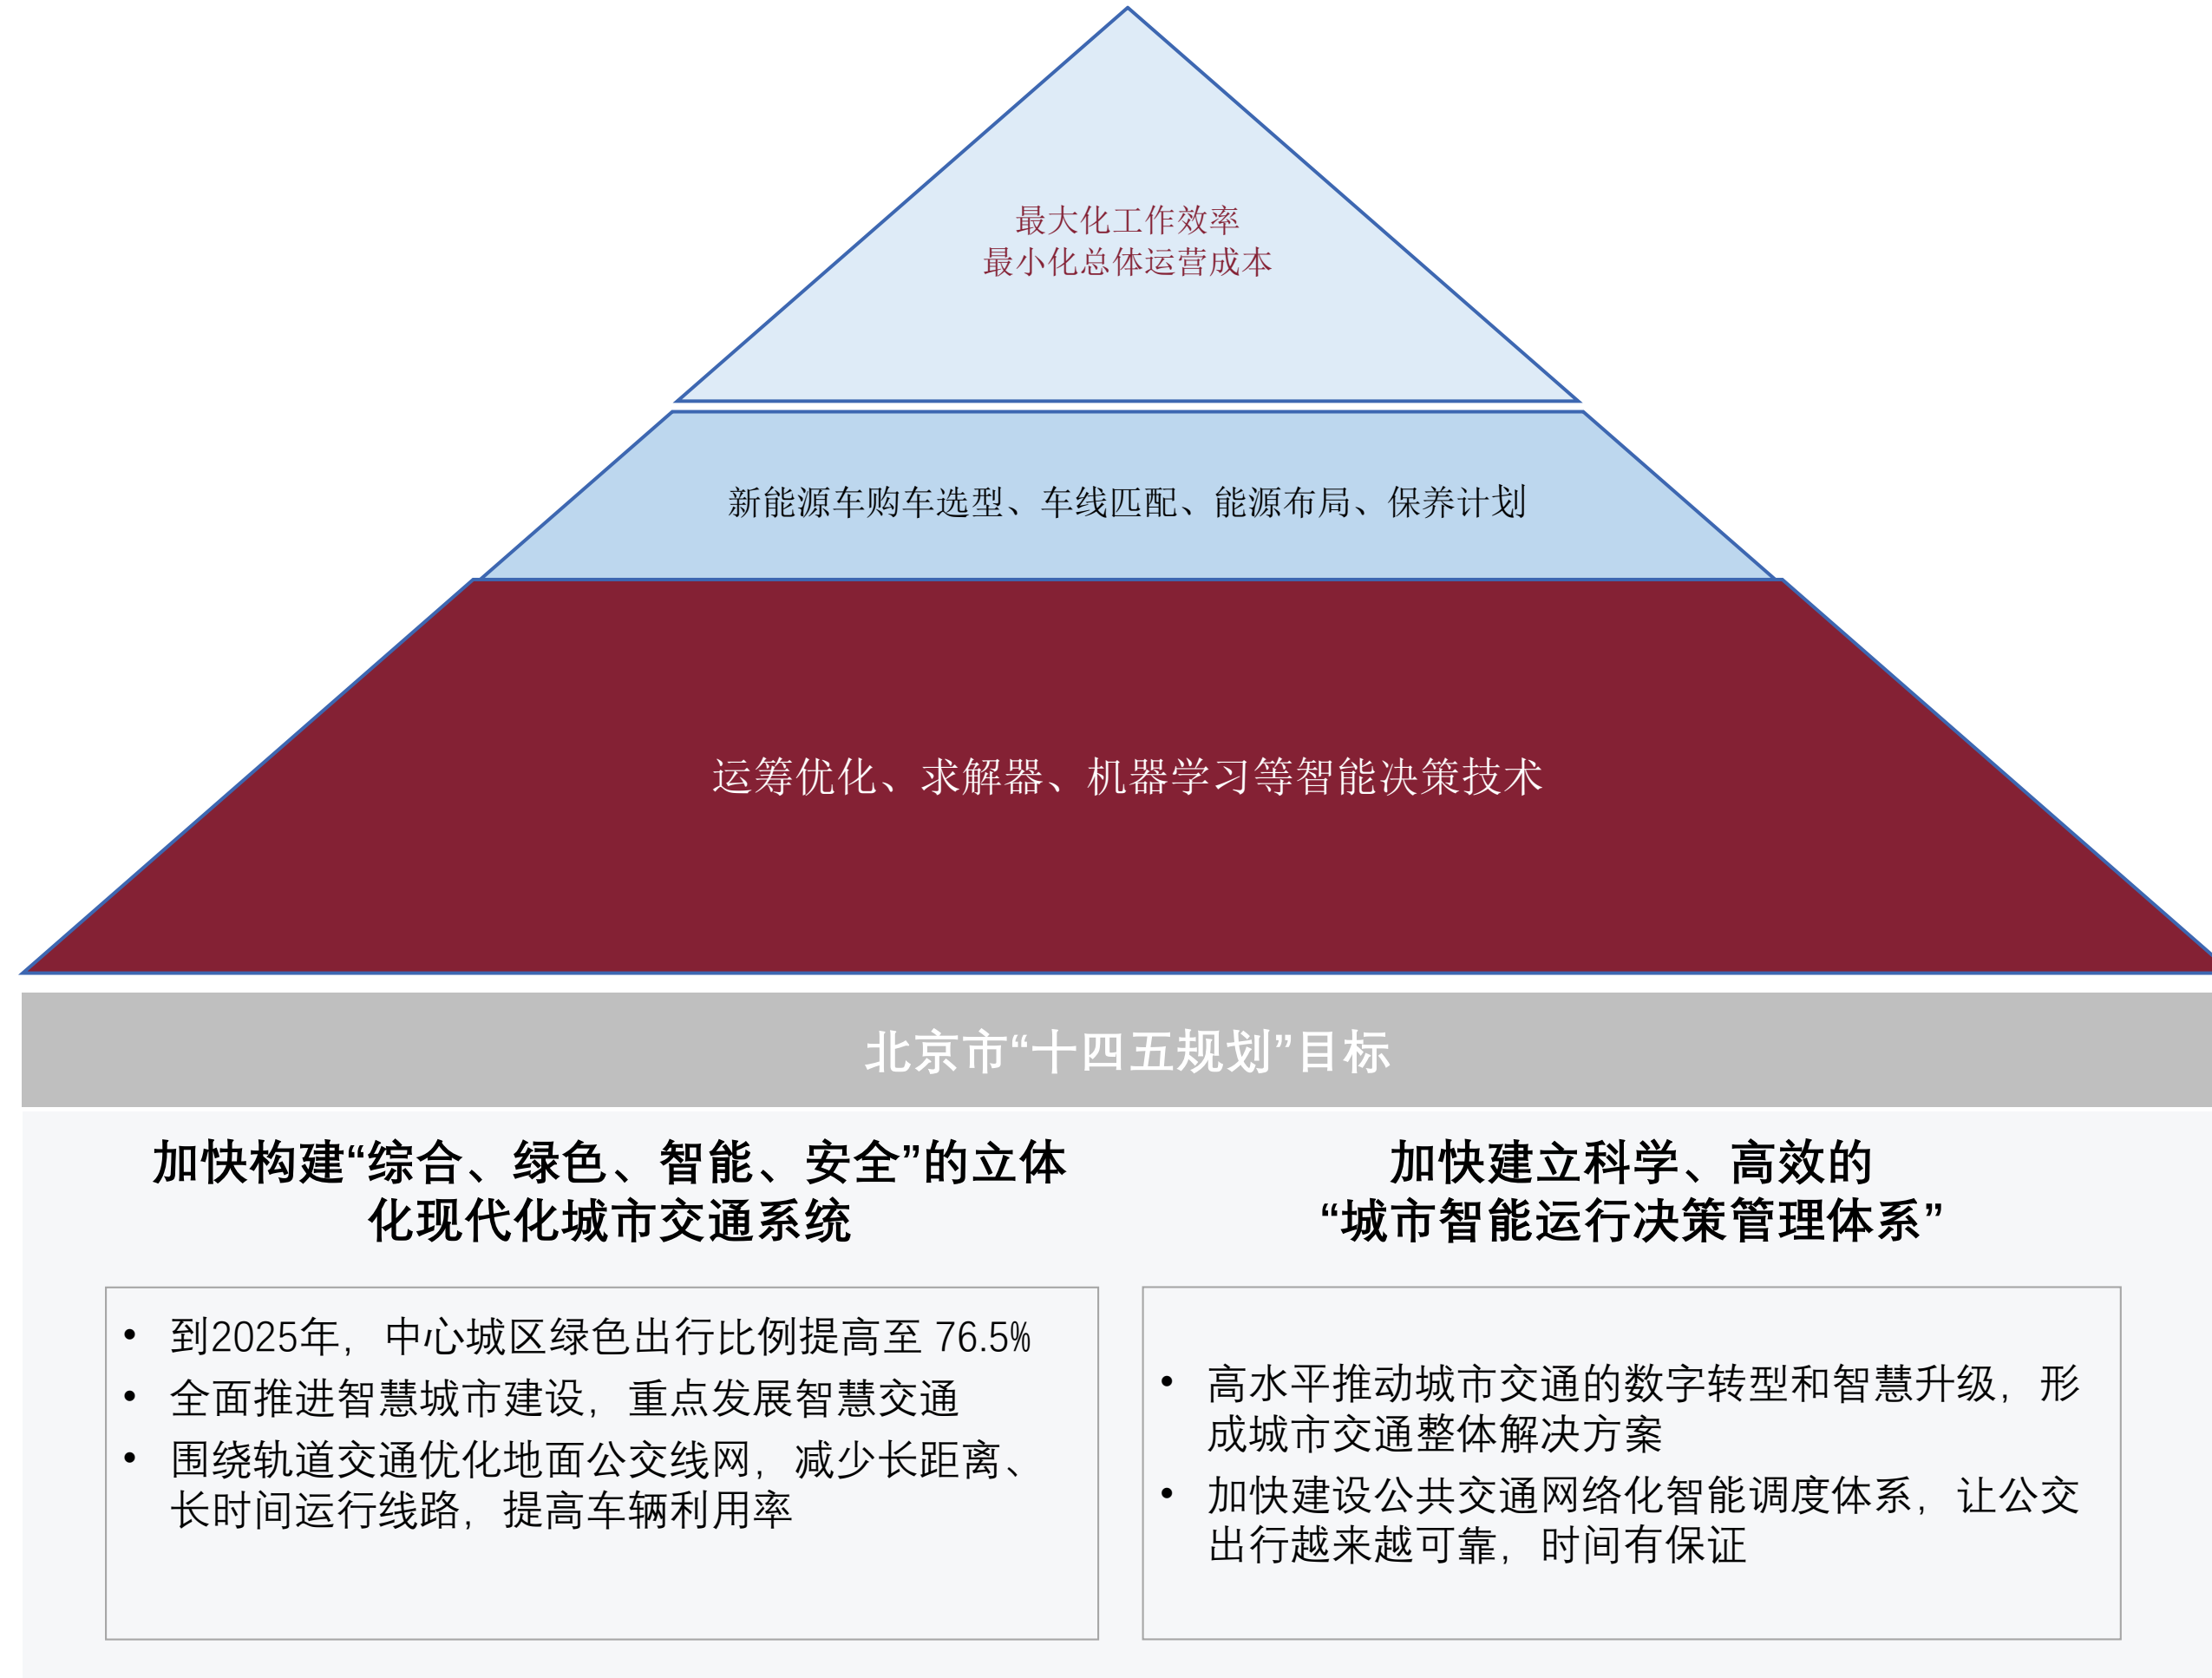 最大化工作效率
最小化总体运营成本
新能源车购车选型、车线匹配、能源布局、保养计划
运筹优化、求解器、机器学习等智能决策技术
北京市“十四五规划”目标
加快构建“综合、绿色、智能、安全”的立体
化现代化城市交通系统
• 到2025年，中心城区绿色出行比例提高至 76.5%
• 全面推进智慧城市建设，重点发展智慧交通
• 围绕轨道交通优化地面公交线网，减少长距离、
长时间运行线路，提高车辆利用率
加快建立科学、高效的
“城市智能运行决策管理体系”
• 高水平推动城市交通的数字转型和智慧升级，形
成城市交通整体解决方案
• 加快建设公共交通网络化智能调度体系，让公交
出行越来越可靠，时间有保证